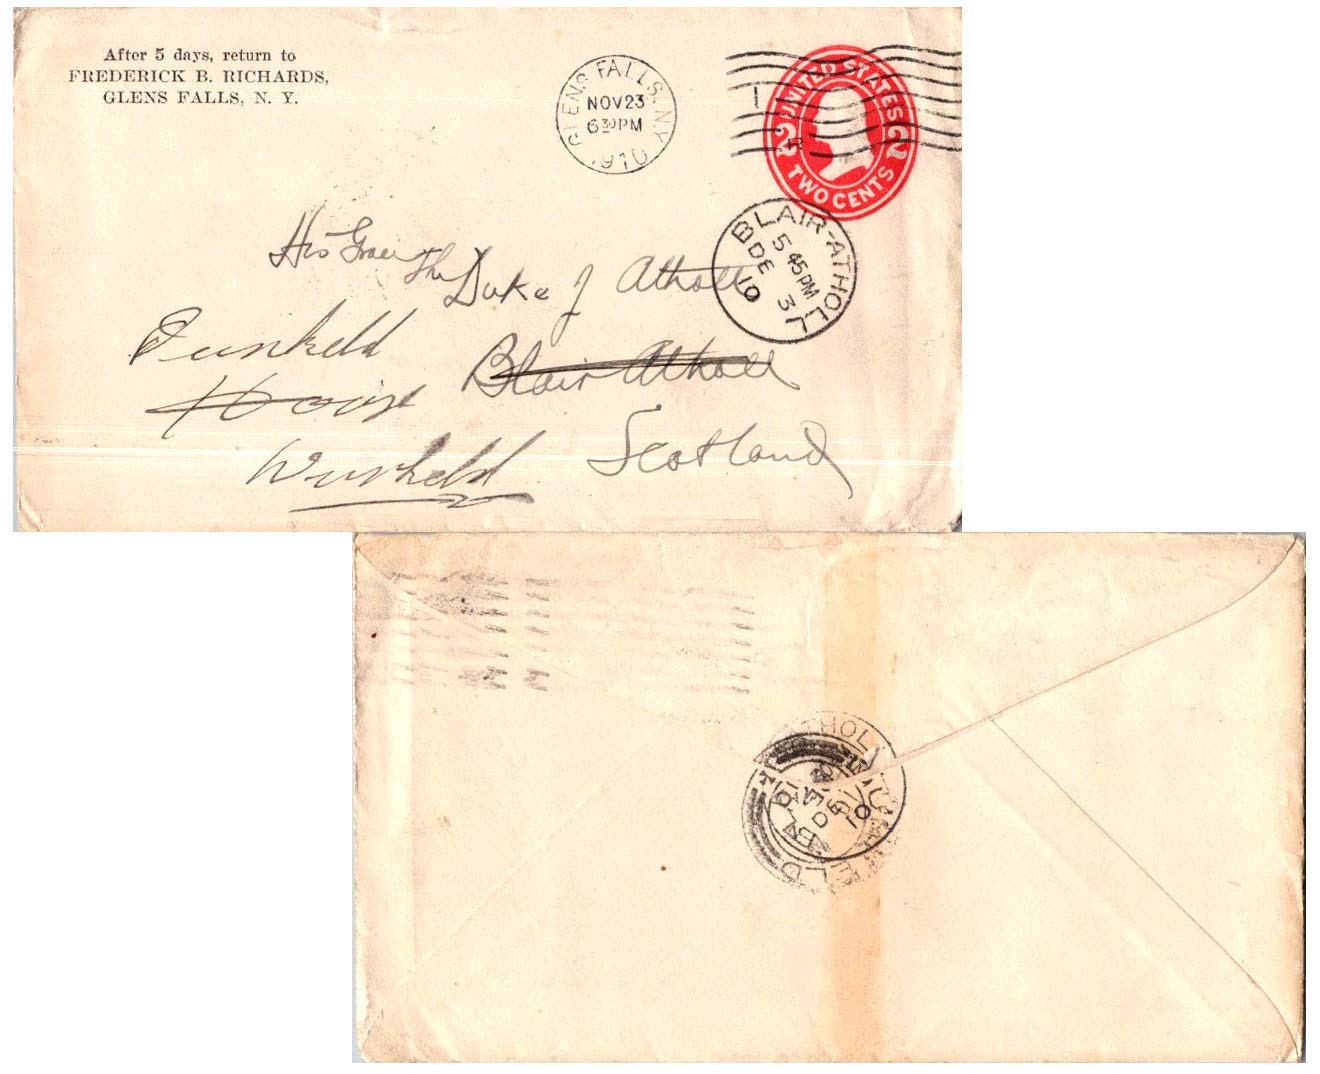 After 5 days, return to
FREDERICK B. RICHARDS,
GLENS FALLS, N. Y.
GLENS FALLS. N.Y.
NOV 23
6 30 PM
1910
UNITED STATES
2 2
TWO CENTS
BLAIR-ATHOLL
5 45 PM
DE 3
10
His Grace
The Duke of Atholl
Blair Atholl
Scotland
Dunkeld
House
Dunkeld